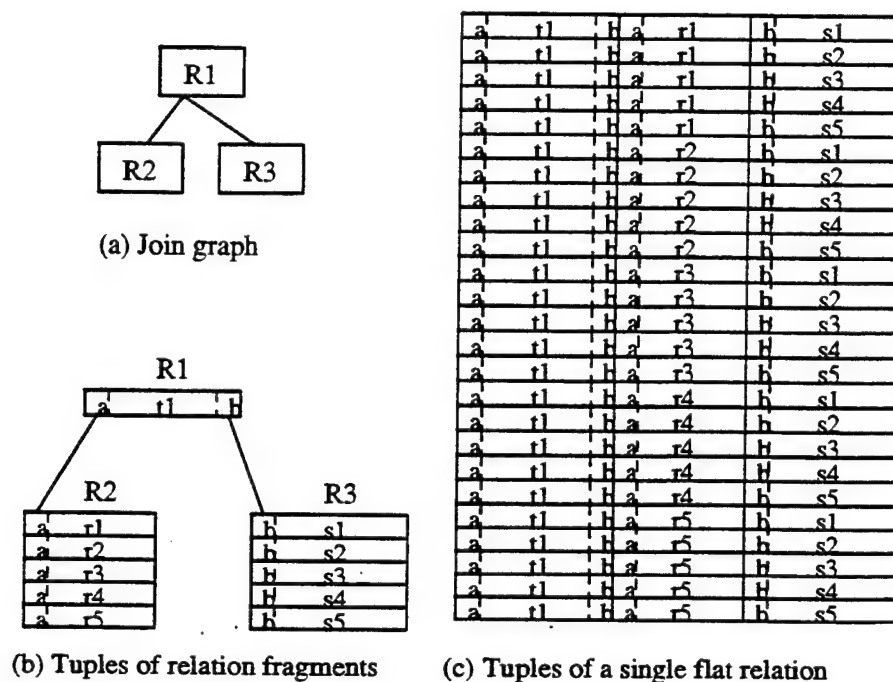 R1
R2 R3
(a) Join graph
R1
a t1 b
R2 R3
a r1 b s1
a r2 b s2
a r3 b s3
a r4 b s4
a r5 b s5
(b) Tuples of relation fragments
a t1 b a r1 b s1
a t1 b a r1 b s2
a t1 b a r1 b s3
a t1 b a r1 b s4
a t1 b a r1 b s5
a t1 b a r2 b s1
a t1 b a r2 b s2
a t1 b a r2 b s3
a t1 b a r2 b s4
a t1 b a r2 b s5
a t1 b a r3 b s1
a t1 b a r3 b s2
a t1 b a r3 b s3
a t1 b a r3 b s4
a t1 b a r3 b s5
a t1 b a r4 b s1
a t1 b a r4 b s2
a t1 b a r4 b s3
a t1 b a r4 b s4
a t1 b a r4 b s5
a t1 b a r5 b s1
a t1 b a r5 b s2
a t1 b a r5 b s3
a t1 b a r5 b s4
a t1 b a r5 b s5
(c) Tuples of a single flat relation